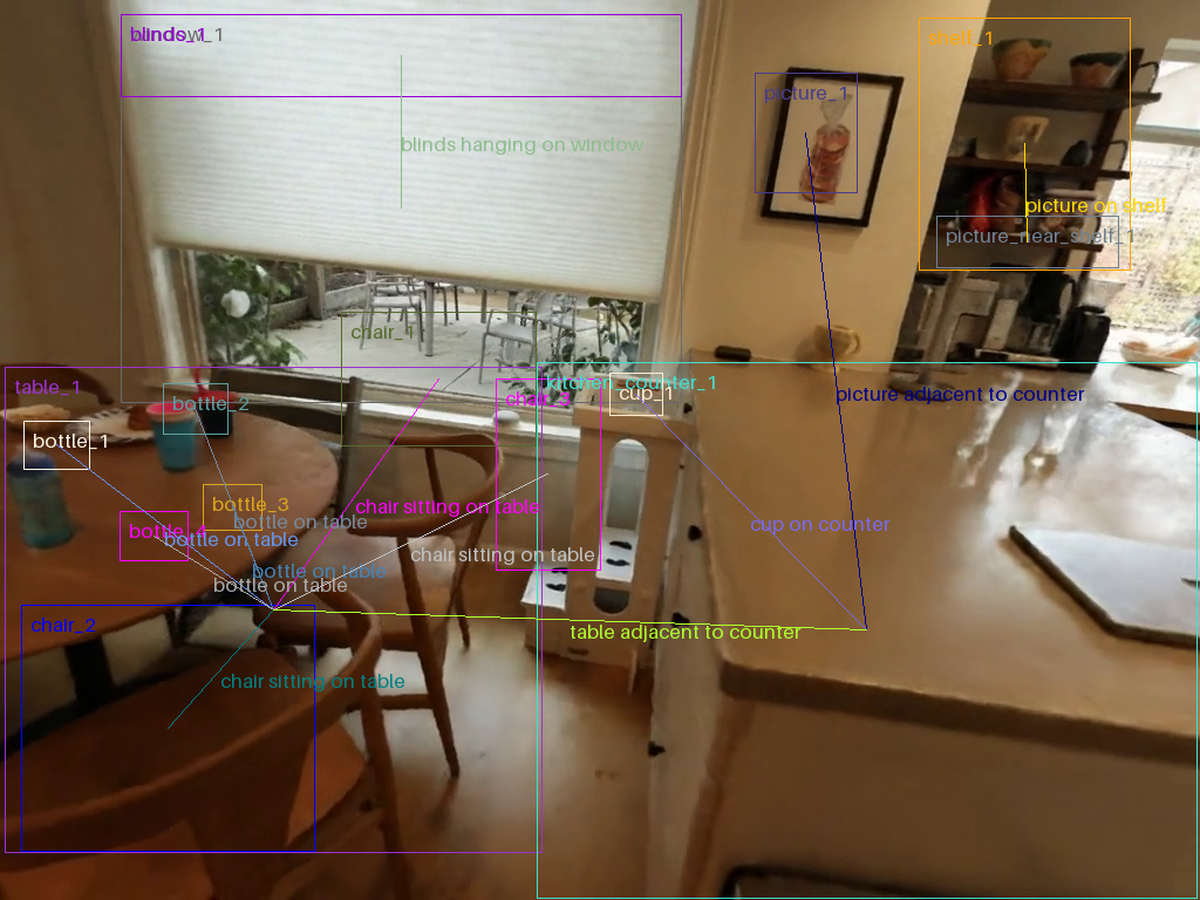 blinds_1
window_1
shelf_1
picture_1
blinds hanging on window
picture on shelf
picture_near_shelf_1
chair_1
table_1
kitchen_counter_1
cup_1
chair_3
picture adjacent to counter
bottle_2
bottle_1
bottle_3
chair sitting on table
bottle on table
cup on counter
bottle_4
bottle on table
chair sitting on table
bottle on table
bottle on table
chair_2
table adjacent to counter
chair sitting on table